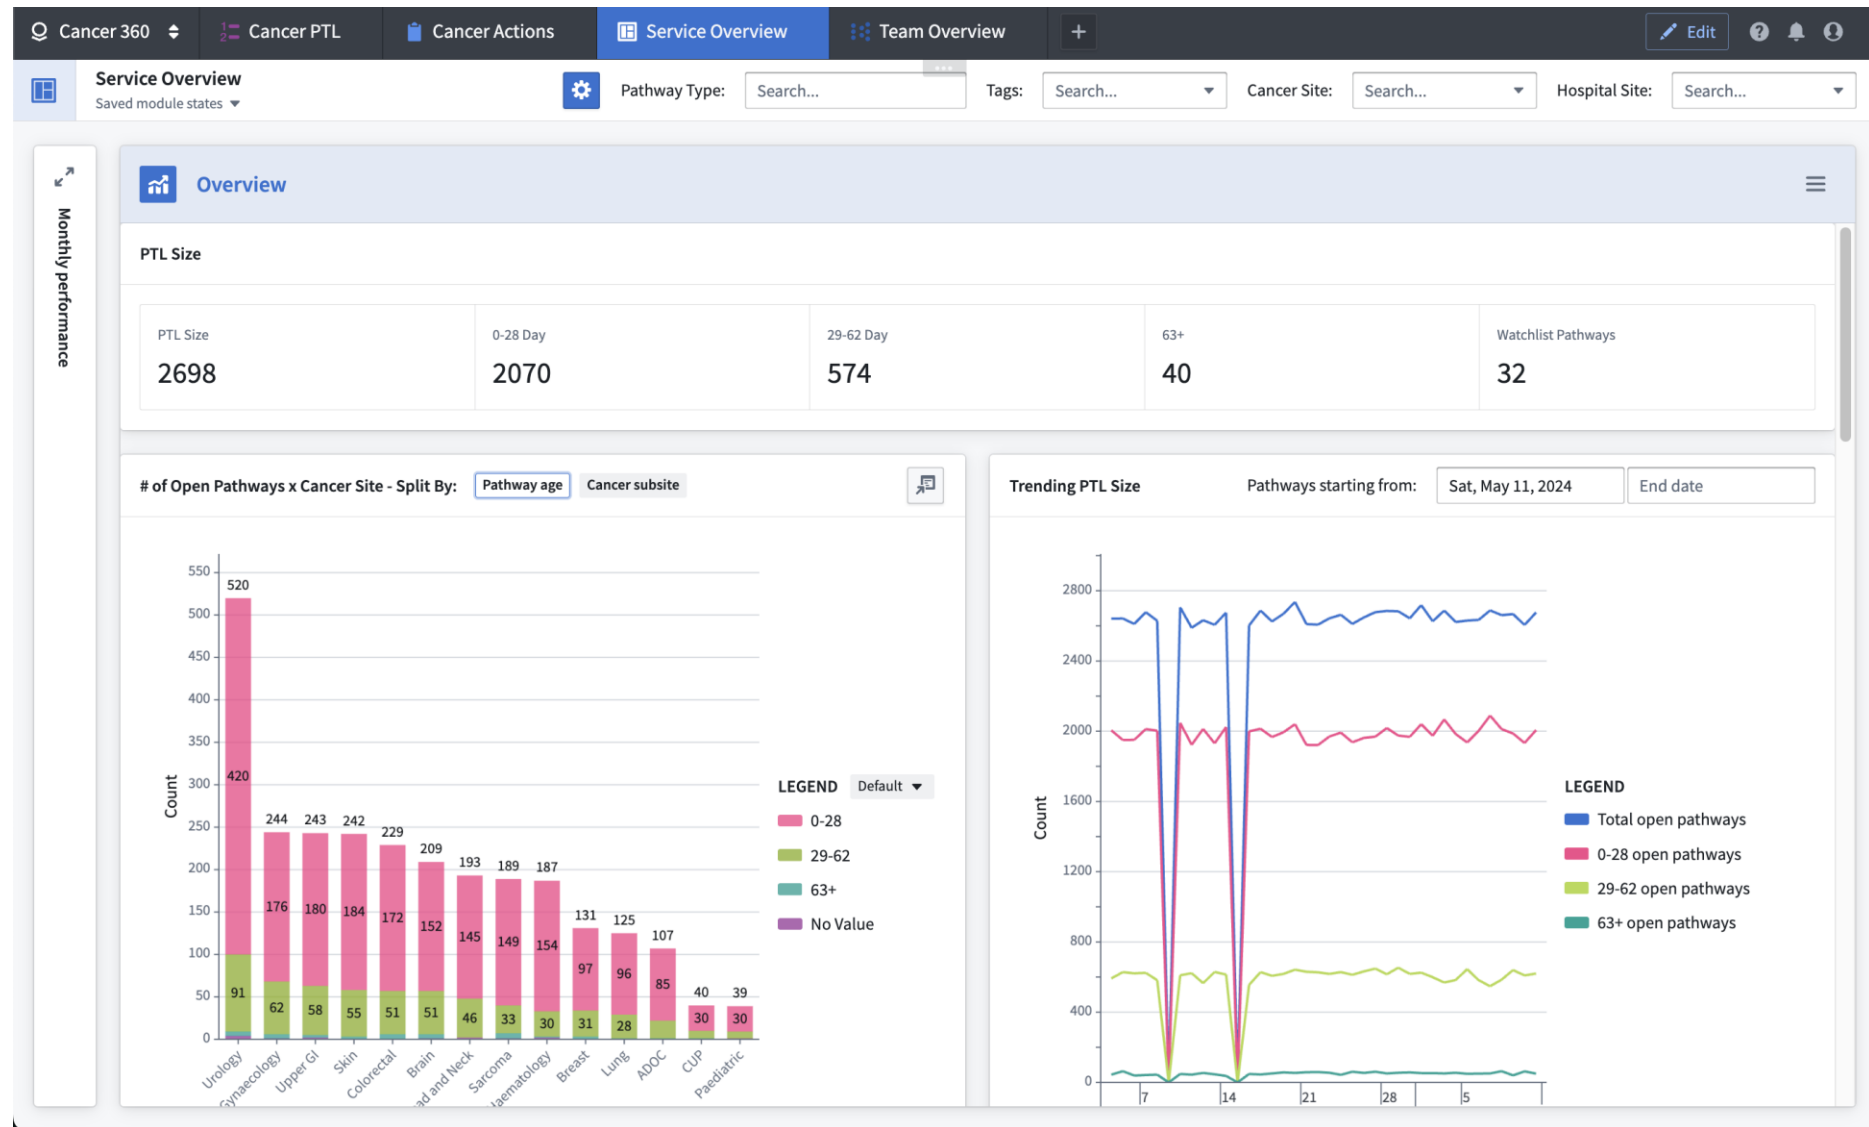 Cancer 360
Cancer PTL
Cancer Actions
Service Overview
Team Overview
+
Edit
Service Overview
Saved module states
Pathway Type:
Search...
Tags:
Search...
Cancer Site:
Search...
Hospital Site:
Search...
Monthly performance
Overview
PTL Size
PTL Size
2698
0-28 Day
2070
29-62 Day
574
63+
40
Watchlist Pathways
32
# of Open Pathways x Cancer Site - Split By:
Pathway age
Cancer subsite
Count
550
500
450
400
350
300
250
200
150
100
50
0
520
420
91
244
176
62
243
180
58
242
184
55
229
172
51
209
152
51
193
145
46
189
149
33
187
154
30
131
97
31
125
96
28
107
85
40
30
39
30
Urology
Gynaecology
Upper GI
Skin
Colorectal
Brain
ad and Neck
Sarcoma
Haematology
Breast
Lung
ADOC
CUP
Paediatric
LEGEND
Default
0-28
29-62
63+
No Value
Trending PTL Size
Pathways starting from:
Sat, May 11, 2024
End date
Count
2800
2400
2000
1600
1200
800
400
0
7
14
21
28
5
LEGEND
Total open pathways
0-28 open pathways
29-62 open pathways
63+ open pathways